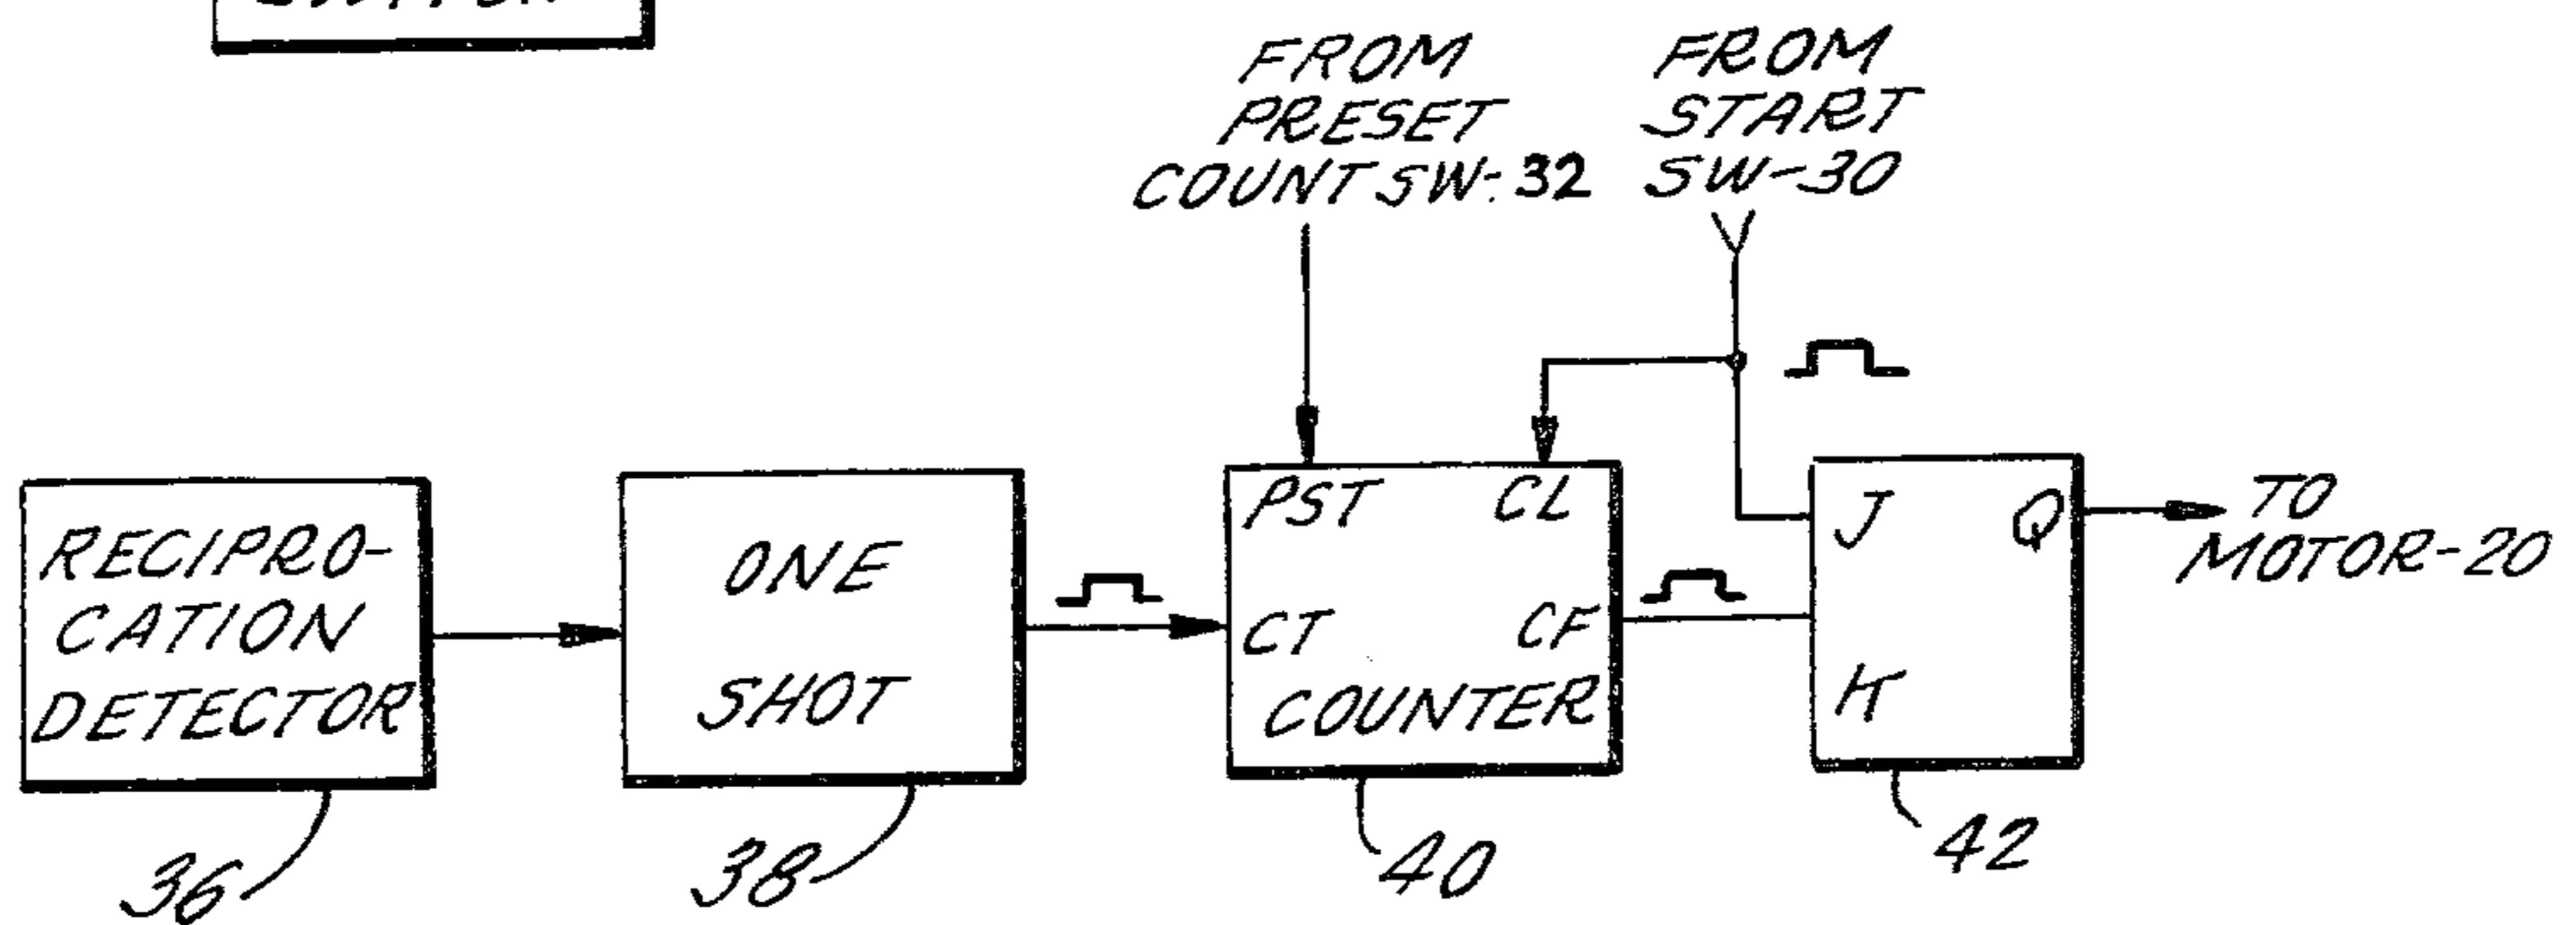 FROM
PRESET
COUNT SW-32
FROM
START
SW-30
RECIPRO-
CATION
DETECTOR
ONE
SHOT
PST CL
CT CF
COUNTER
J Q
K
TO
MOTOR-20
36
38
40
42